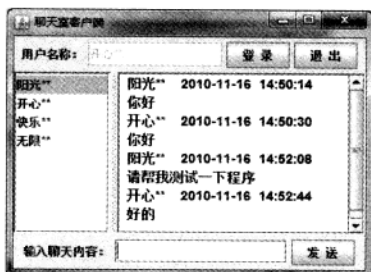 聊天室客户端
用户名称：
登 录
退 出
阳光**
开心**
快乐**
无限**
阳光** 2010-11-16 14:50:14
你好
开心** 2010-11-16 14:50:30
你好
阳光** 2010-11-16 14:52:08
请帮我测试一下程序
开心** 2010-11-16 14:52:44
好的
输入聊天内容：
发 送